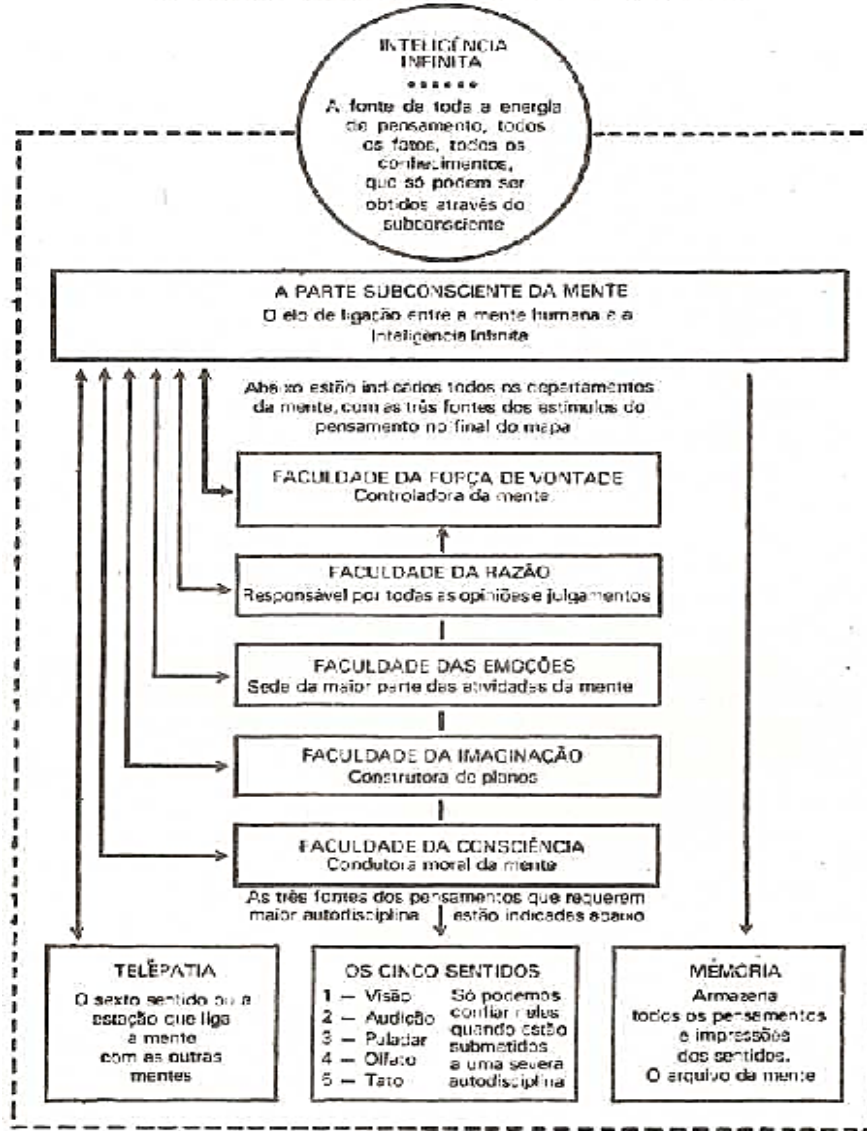 INTELIGÊNCIA
INFINITA
••••••
A fonte de toda a energia
de pensamento, todos
os fatos, todos os
conhecimentos,
que só podem ser
obtidos através do
subconsciente
A PARTE SUBCONSCIENTE DA MENTE
O elo de ligação entre a mente humana e a
Inteligência Infinita
Abaixo estão indicados todos os departamentos
da mente, com as três fontes dos estímulos do
pensamento no final do mapa
FACULDADE DA FORÇA DE VONTADE
Controladora da mente
FACULDADE DA RAZÃO
Responsável por todas as opiniões e julgamentos
FACULDADE DAS EMOÇÕES
Sede da maior parte das atividades da mente
FACULDADE DA IMAGINAÇÃO
Construtora de planos
FACULDADE DA CONSCIÊNCIA
Condutora moral da mente
As três fontes dos pensamentos que requerem
maior autodisciplina estão indicadas abaixo
TELEPATIA
O sexto sentido ou a
estação que liga
a mente
com as outras
mentes
OS CINCO SENTIDOS
1 — Visão
2 — Audição
3 — Paladar
4 — Olfato
5 — Tato
Só podemos
confiar neles
quando estão
submetidos
a uma severa
autodisciplina
MEMÓRIA
Armazena
todos os pensamentos
e impressões
dos sentidos.
O arquivo da mente